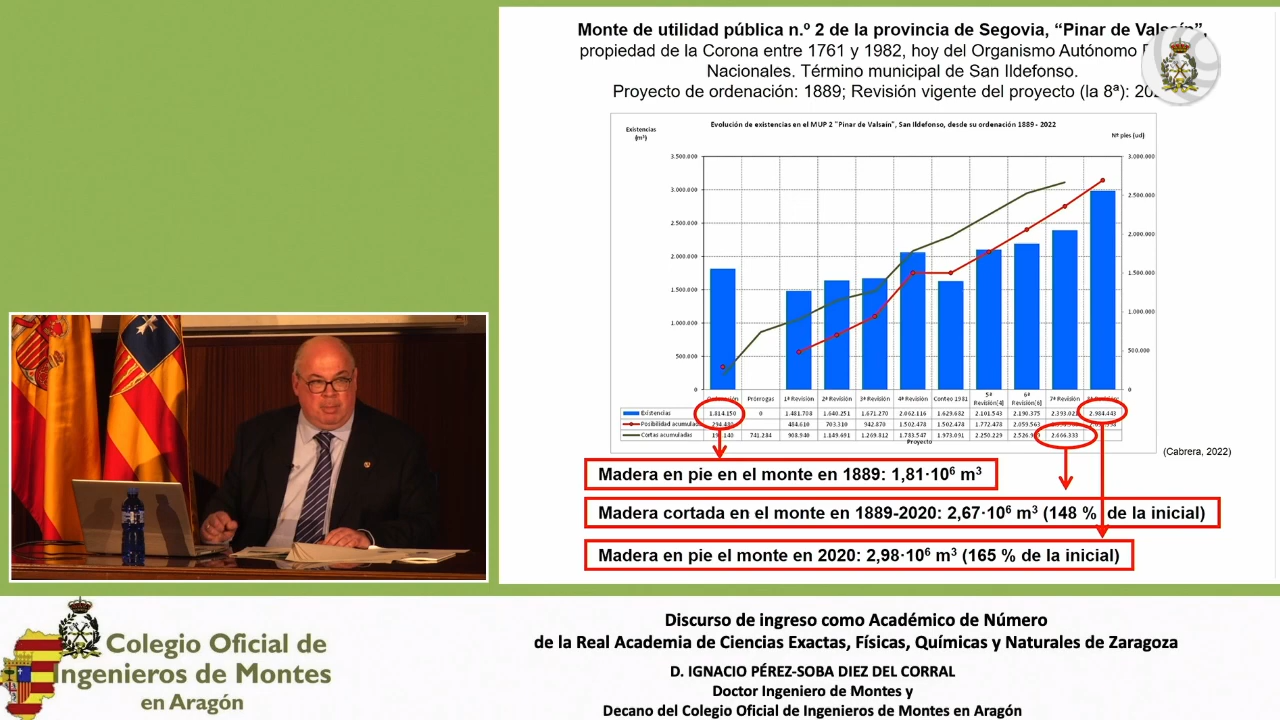 Monte de utilidad pública n.º 2 de la provincia de Segovia, “Pinar de Valsaín”,
propiedad de la Corona entre 1761 y 1982, hoy del Organismo Autónomo
Nacionales. Término municipal de San Ildefonso.
Proyecto de ordenación: 1889; Revisión vigente del proyecto (la 8ª):
Evolución de existencias en el MUP 2 "Pinar de Valsaín", San Ildefonso, desde su ordenación 1889 - 2022
Existencias
(m³)
Nº pies (ud)
3.500.000
3.000.000
2.500.000
2.000.000
1.500.000
1.000.000
500.000
0
3.000.000
2.500.000
2.000.000
1.500.000
1.000.000
500.000
0
Prórrogas 1ª Revisión 2ª Revisión 3ª Revisión 4ª Revisión Conteo 1981 5ª Revisión[4] 6ª Revisión[6] 7ª Revisión
Existencias 1.814.150 0 1.481.708 1.640.251 1.671.270 2.062.116 1.629.682 2.101.543 2.190.375 2.984.443
Posibilidad acumulada 484.610 703.310 942.870 1.502.478 1.502.478 1.772.478 2.059.563
Cortas acumuladas 741.284 908.940 1.149.691 1.269.812 1.783.547 1.973.091 2.250.229 2.666.333
Proyecto
(Cabrera, 2022)
Madera en pie en el monte en 1889: 1,81·10⁶ m³
Madera cortada en el monte en 1889-2020: 2,67·10⁶ m³ (148 % de la inicial)
Madera en pie el monte en 2020: 2,98·10⁶ m³ (165 % de la inicial)
Colegio Oficial de
Ingenieros de Montes
en Aragón
Discurso de ingreso como Académico de Número
de la Real Academia de Ciencias Exactas, Físicas, Químicas y Naturales de Zaragoza
D. IGNACIO PÉREZ-SOBA DIEZ DEL CORRAL
Doctor Ingeniero de Montes y
Decano del Colegio Oficial de Ingenieros de Montes en Aragón